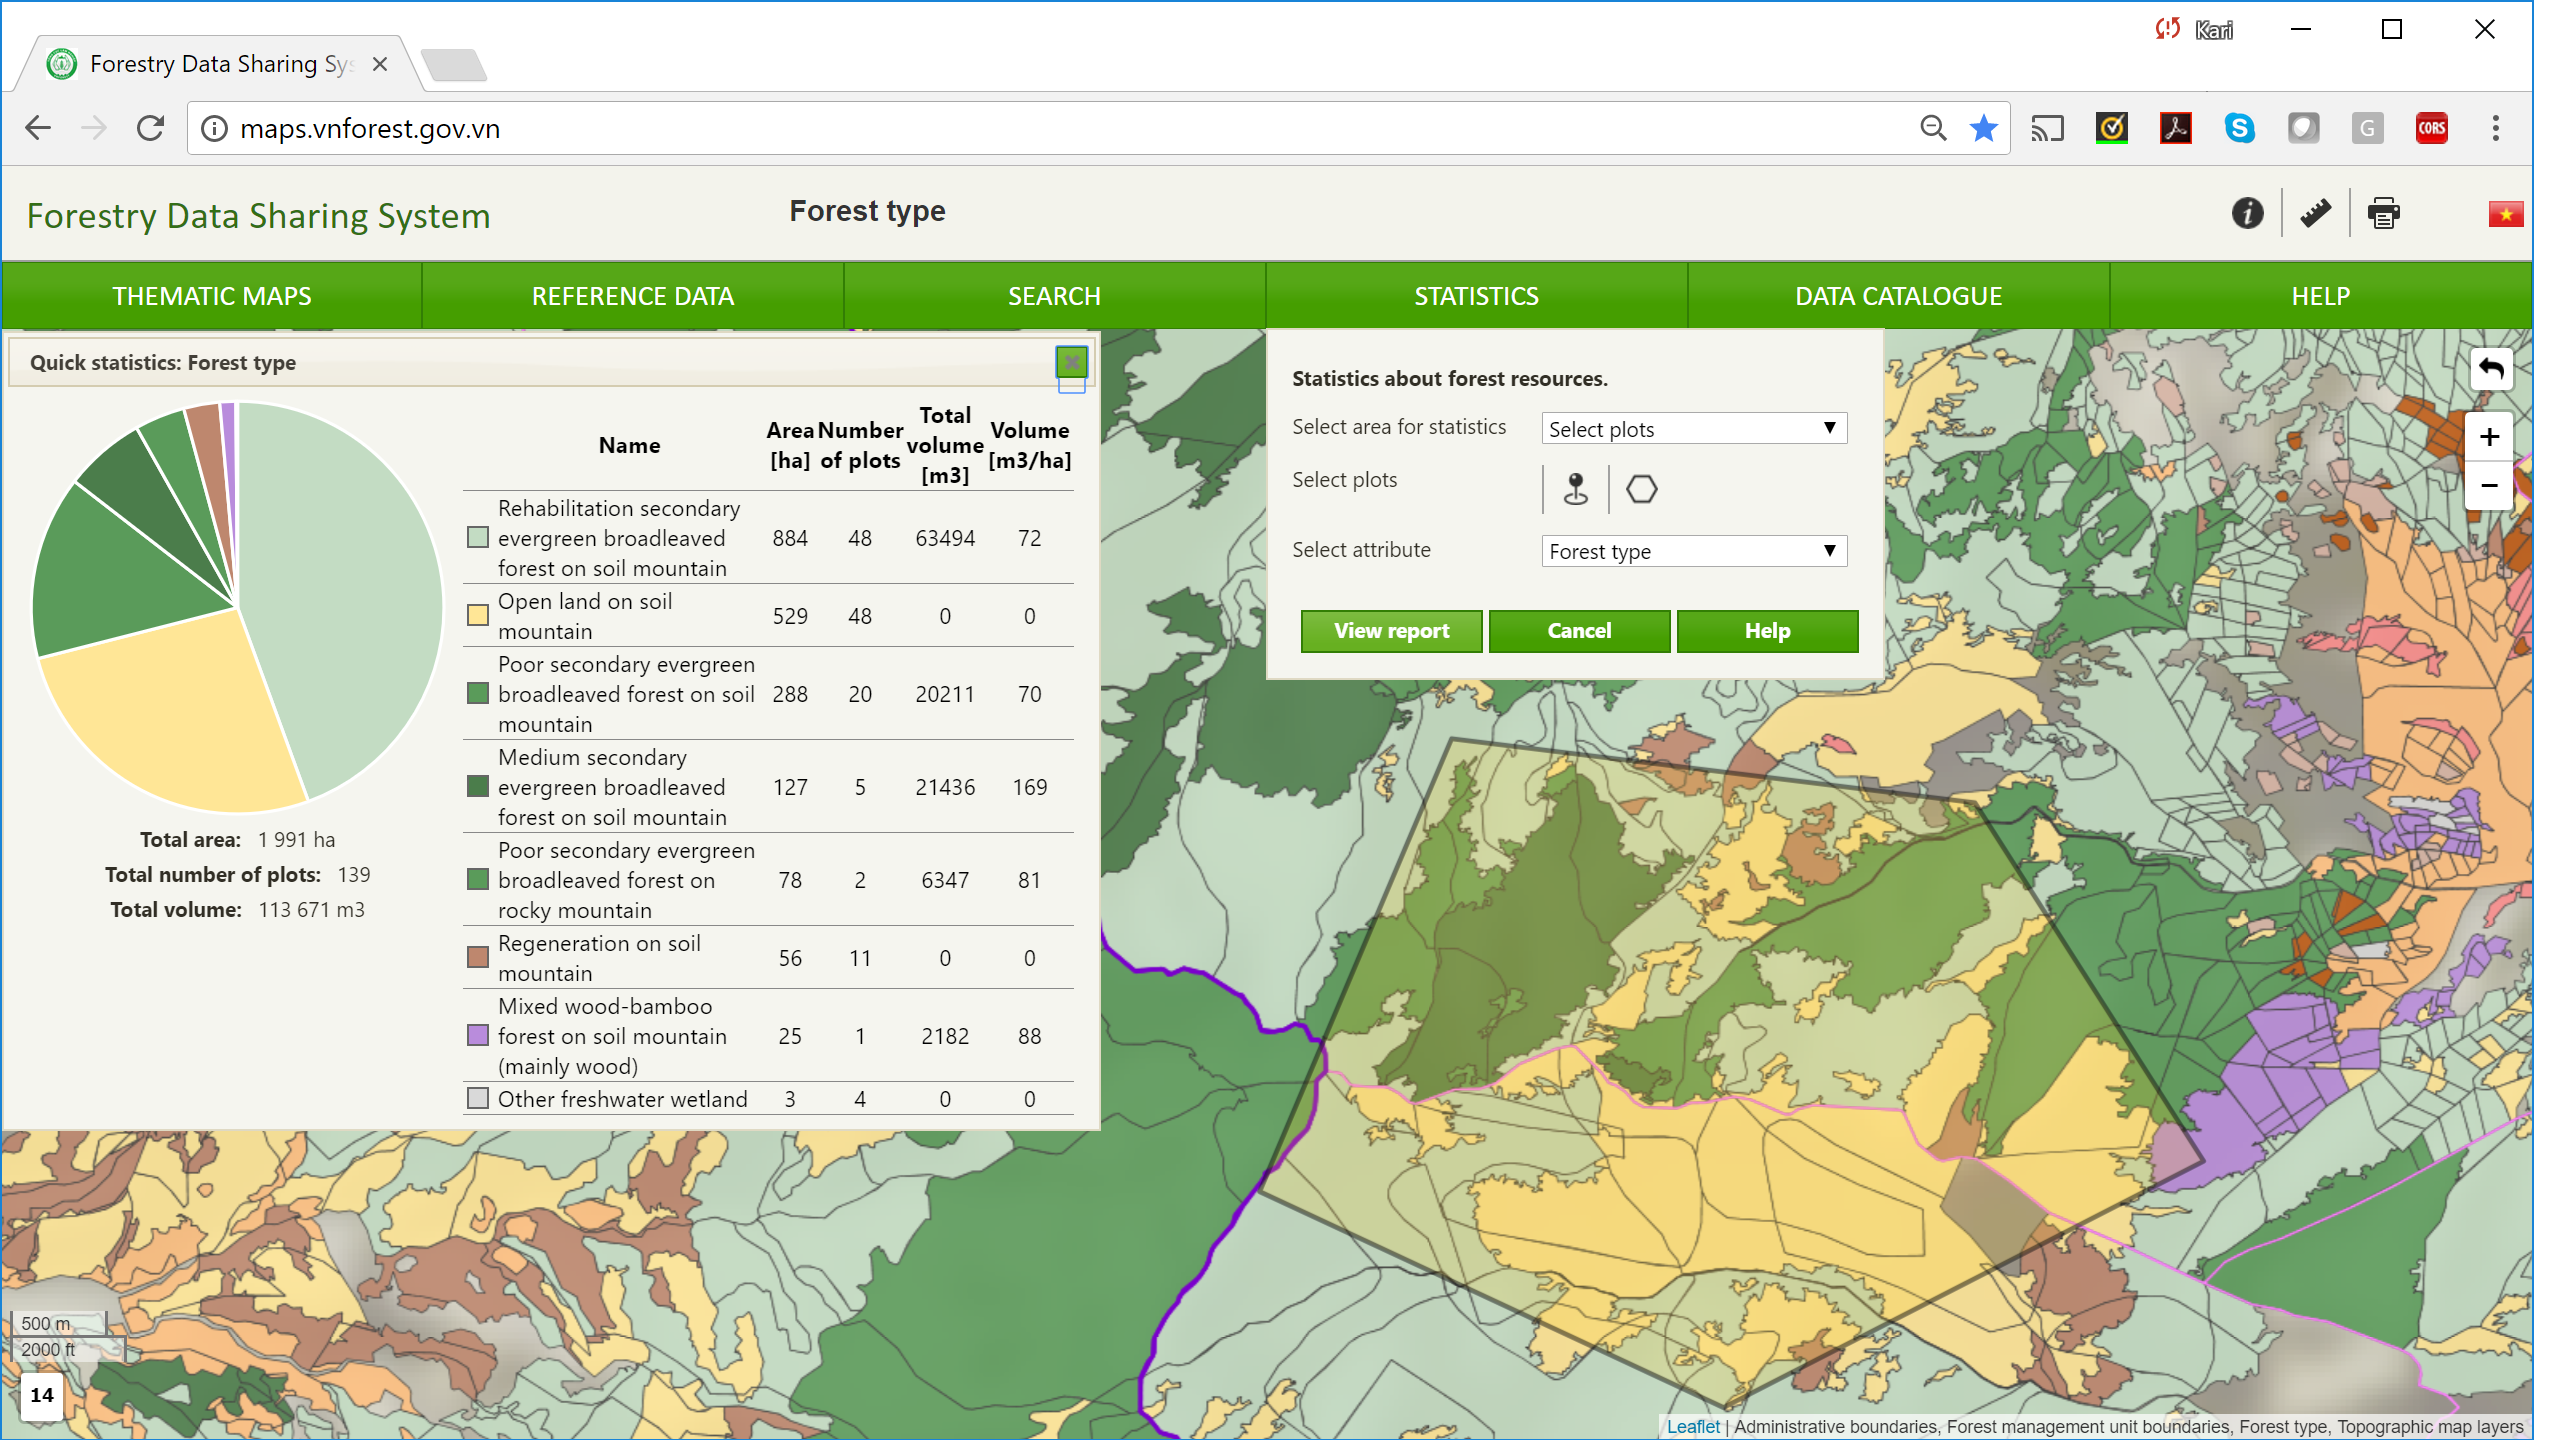 Kari
Forestry Data Sharing Sys
maps.vnforest.gov.vn
G
CORS
Forestry Data Sharing System
Forest type
THEMATIC MAPS
REFERENCE DATA
SEARCH
STATISTICS
DATA CATALOGUE
HELP
Quick statistics: Forest type
Total area: 1 991 ha
Total number of plots: 139
Total volume: 113 671 m3
Name
Area [ha]
Number of plots
Total volume [m3]
Volume [m3/ha]
Rehabilitation secondary
evergreen broadleaved 884 48 63494 72
forest on soil mountain
Open land on soil
mountain 529 48 0 0
Poor secondary evergreen
broadleaved forest on soil 288 20 20211 70
mountain
Medium secondary
evergreen broadleaved 127 5 21436 169
forest on soil mountain
Poor secondary evergreen
broadleaved forest on 78 2 6347 81
rocky mountain
Regeneration on soil
mountain 56 11 0 0
Mixed wood-bamboo
forest on soil mountain 25 1 2182 88
(mainly wood)
Other freshwater wetland 3 4 0 0
Statistics about forest resources.
Select area for statistics Select plots
Select plots
Select attribute Forest type
View report Cancel Help
+
−
500 m
2000 ft
14
Leaflet | Administrative boundaries, Forest management unit boundaries, Forest type, Topographic map layers